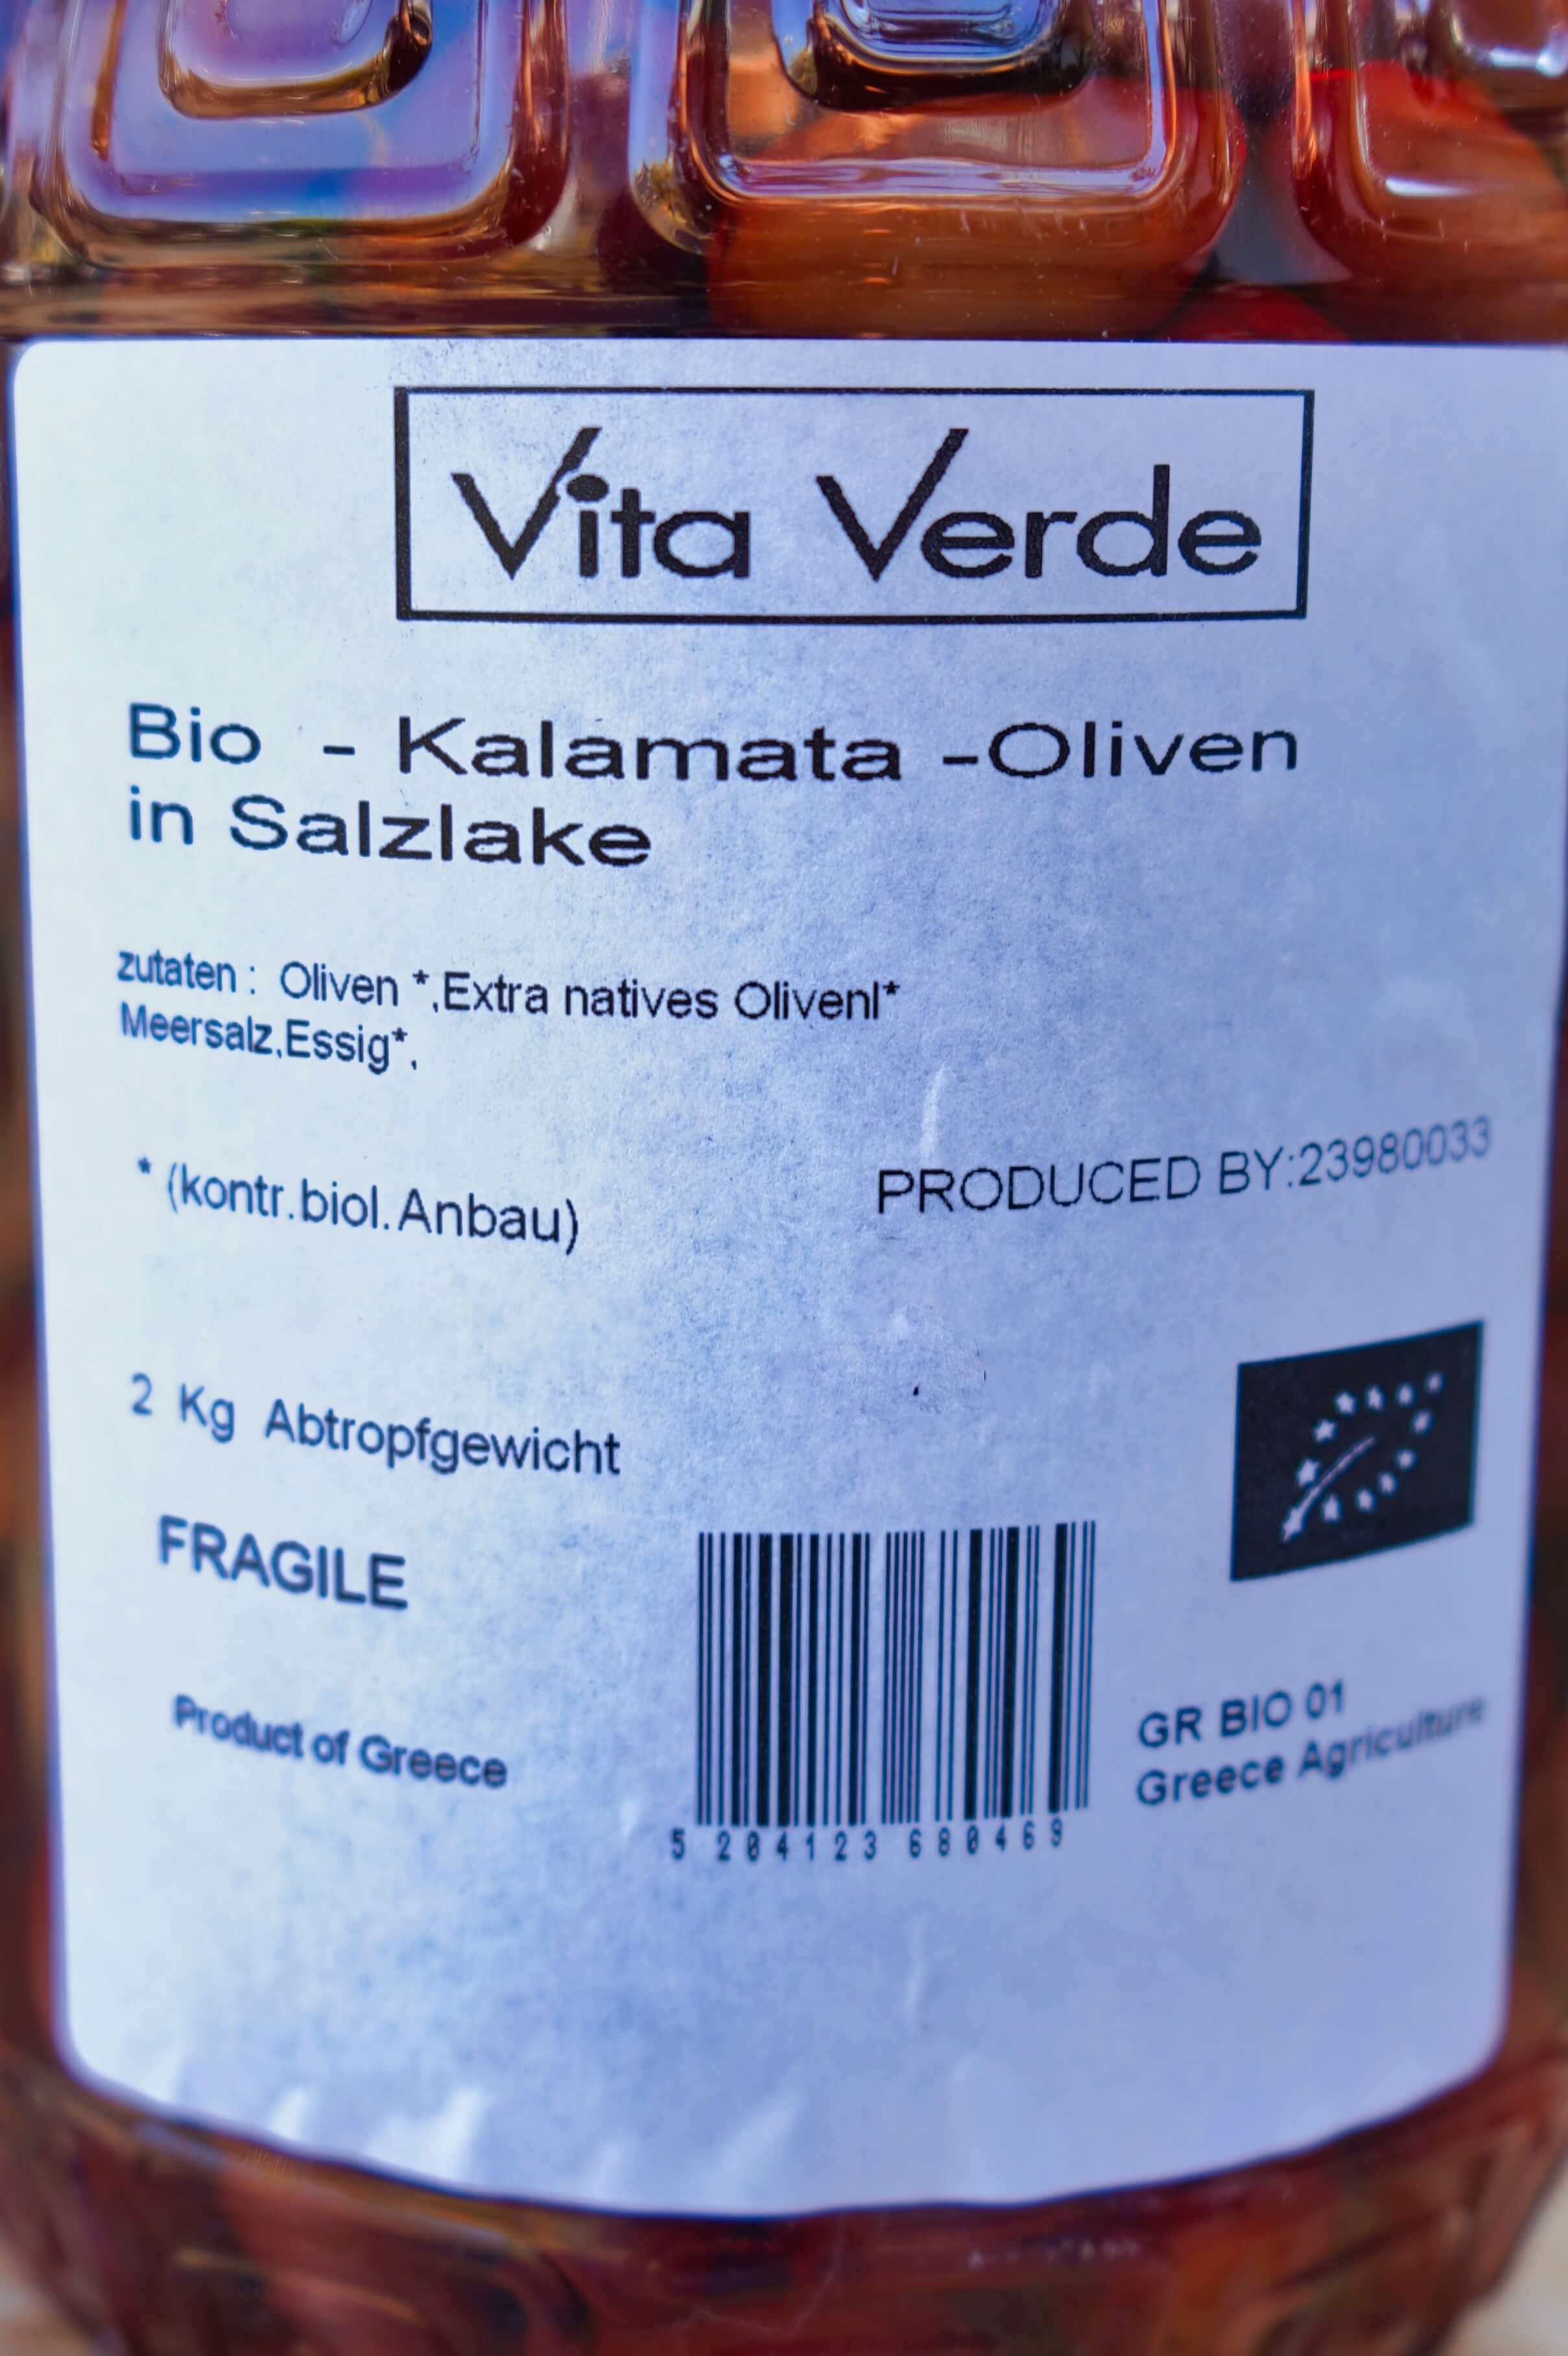 Vita Verde
Bio - Kalamata -Oliven
in Salzlake
zutaten : Oliven *,Extra natives Olivenl*
Meersalz,Essig*,
* (kontr.biol.Anbau)
PRODUCED BY:23980033
2 Kg Abtropfgewicht
FRAGILE
Product of Greece
5 204123 680469
GR BIO 01
Greece Agriculture